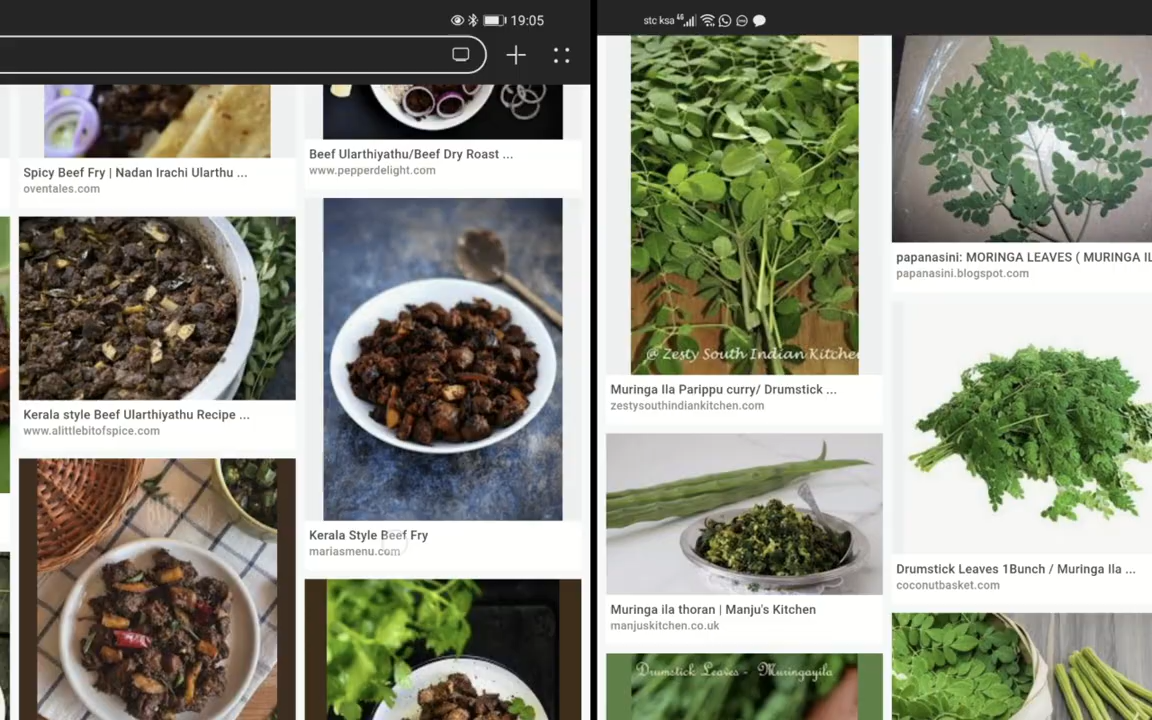 19:05
Spicy Beef Fry | Nadan Irachi Ularthu ...
oventales.com
Beef Ularthiyathu/Beef Dry Roast ...
www.pepperdelight.com
Kerala style Beef Ularthiyathu Recipe ...
www.alittlebitofspice.com
Kerala Style Beef Fry
mariasmenu.com
stc ksa
@ Zesty South Indian Kitchen
Muringa Ila Parippu curry/ Drumstick ...
zestysouthindiankitchen.com
papanasini: MORINGA LEAVES ( MURINGA IL
papanasini.blogspot.com
Muringa ila thoran | Manju's Kitchen
manjuskitchen.co.uk
Drumstick Leaves 1Bunch / Muringa Ila ...
coconutbasket.com
Drumstick Leaves - Muringayila